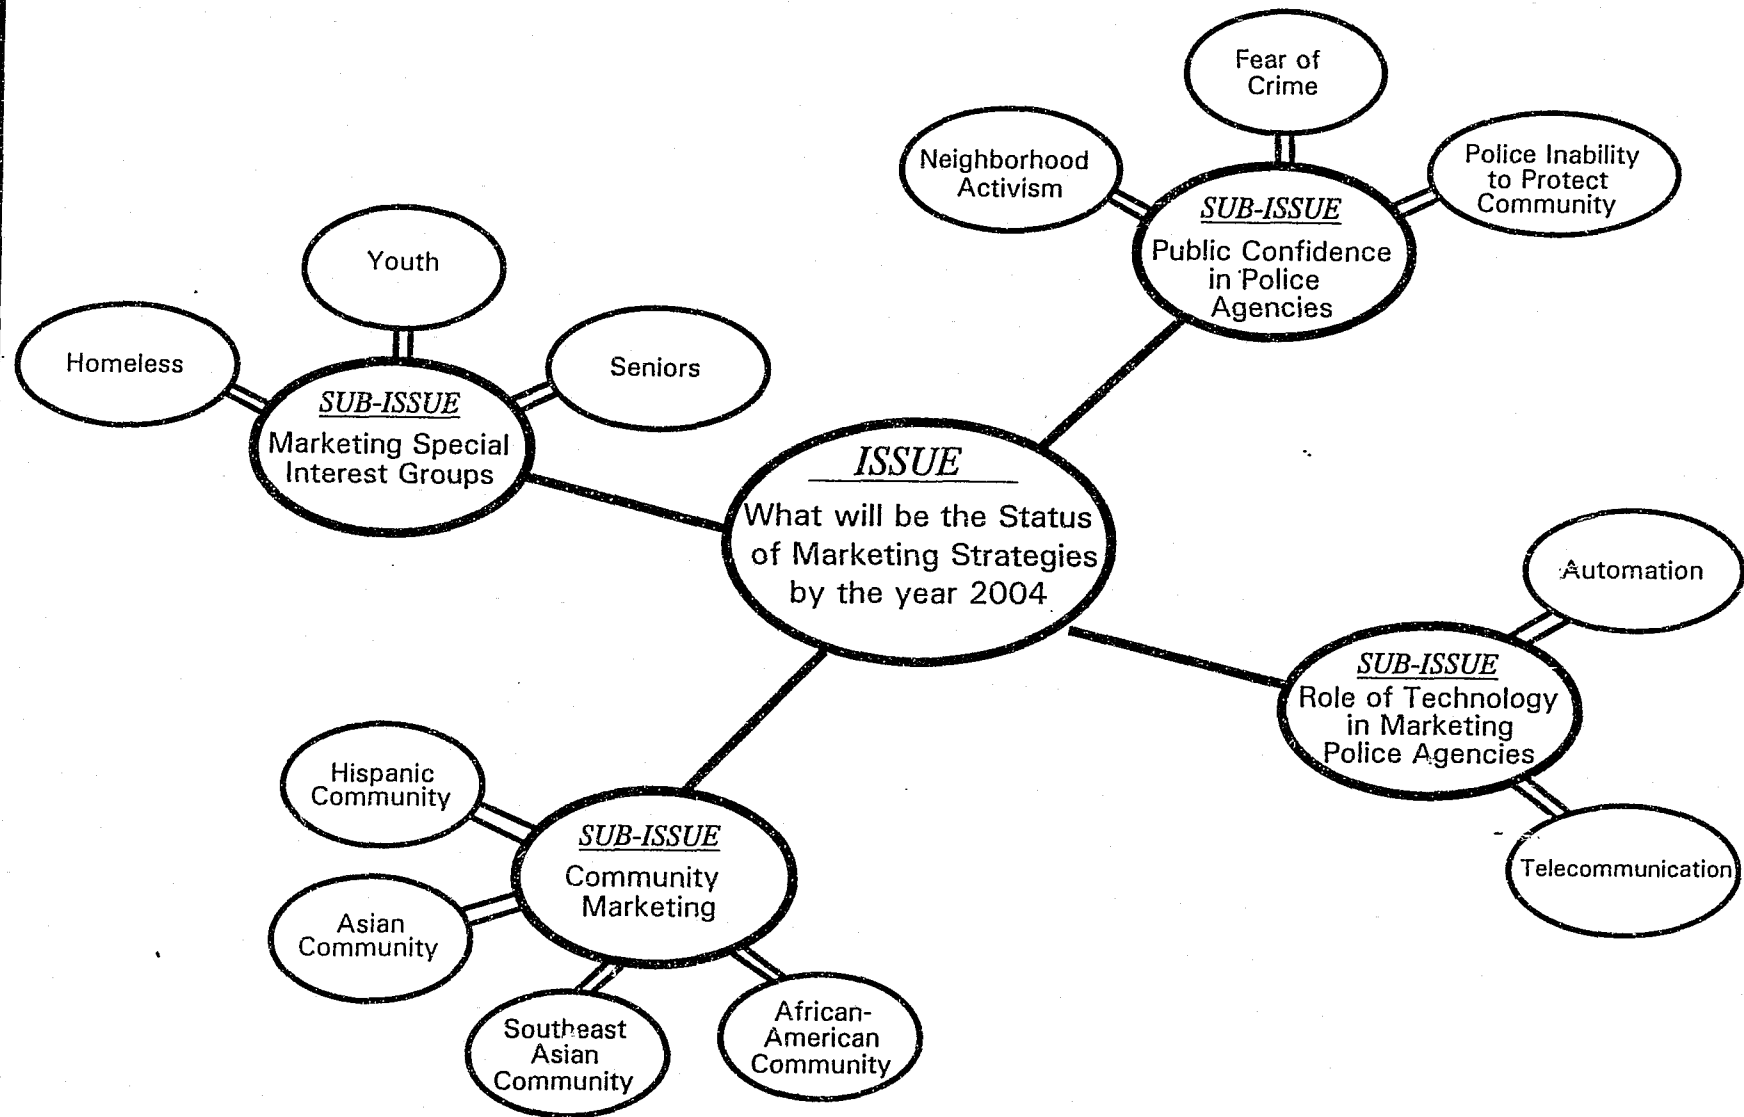 Fear of
Crime
Neighborhood
Activism
Police Inability
to Protect
Community
SUB-ISSUE
Public Confidence
in Police
Agencies
Youth
Homeless
Seniors
SUB-ISSUE
Marketing Special
Interest Groups
ISSUE
What will be the Status
of Marketing Strategies
by the year 2004
Automation
SUB-ISSUE
Role of Technology
in Marketing
Police Agencies
Telecommunication
Hispanic
Community
SUB-ISSUE
Community
Marketing
Asian
Community
Southeast
Asian
Community
African-
American
Community